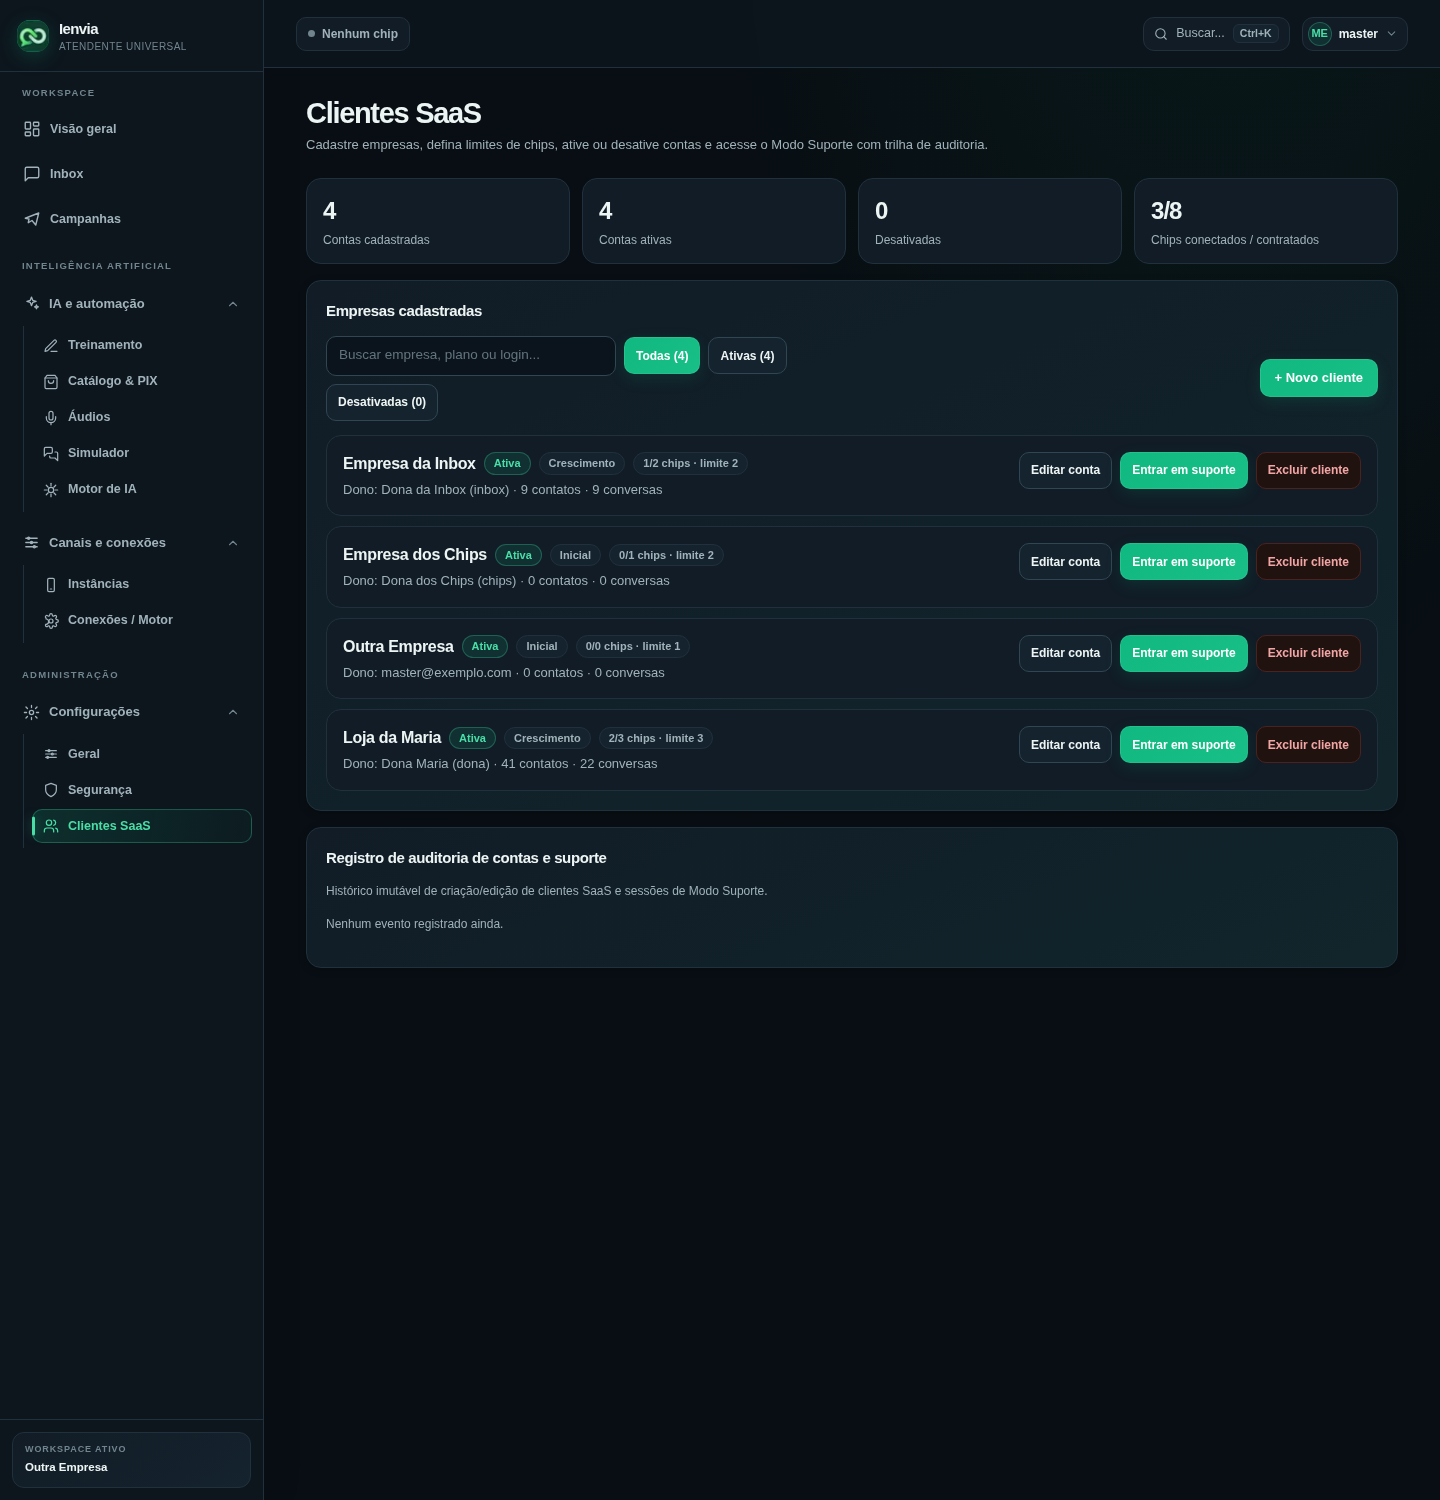 Ienvia
ATENDENTE UNIVERSAL
WORKSPACE
Visão geral
Inbox
Campanhas
INTELIGÊNCIA ARTIFICIAL
IA e automação
Treinamento
Catálogo & PIX
Áudios
Simulador
Motor de IA
Canais e conexões
Instâncias
Conexões / Motor
ADMINISTRAÇÃO
Configurações
Geral
Segurança
Clientes SaaS
WORKSPACE ATIVO
Outra Empresa
Nenhum chip
Buscar... Ctrl+K
ME master
Clientes SaaS
Cadastre empresas, defina limites de chips, ative ou desative contas e acesse o Modo Suporte com trilha de auditoria.
4
Contas cadastradas
4
Contas ativas
0
Desativadas
3/8
Chips conectados / contratados
Empresas cadastradas
Buscar empresa, plano ou login... Todas (4) Ativas (4)
Desativadas (0)
+ Novo cliente
Empresa da Inbox Ativa Crescimento 1/2 chips · limite 2
Dono: Dona da Inbox (inbox) · 9 contatos · 9 conversas
Editar conta Entrar em suporte Excluir cliente
Empresa dos Chips Ativa Inicial 0/1 chips · limite 2
Dono: Dona dos Chips (chips) · 0 contatos · 0 conversas
Editar conta Entrar em suporte Excluir cliente
Outra Empresa Ativa Inicial 0/0 chips · limite 1
Dono: master@exemplo.com · 0 contatos · 0 conversas
Editar conta Entrar em suporte Excluir cliente
Loja da Maria Ativa Crescimento 2/3 chips · limite 3
Dono: Dona Maria (dona) · 41 contatos · 22 conversas
Editar conta Entrar em suporte Excluir cliente
Registro de auditoria de contas e suporte
Histórico imutável de criação/edição de clientes SaaS e sessões de Modo Suporte.
Nenhum evento registrado ainda.